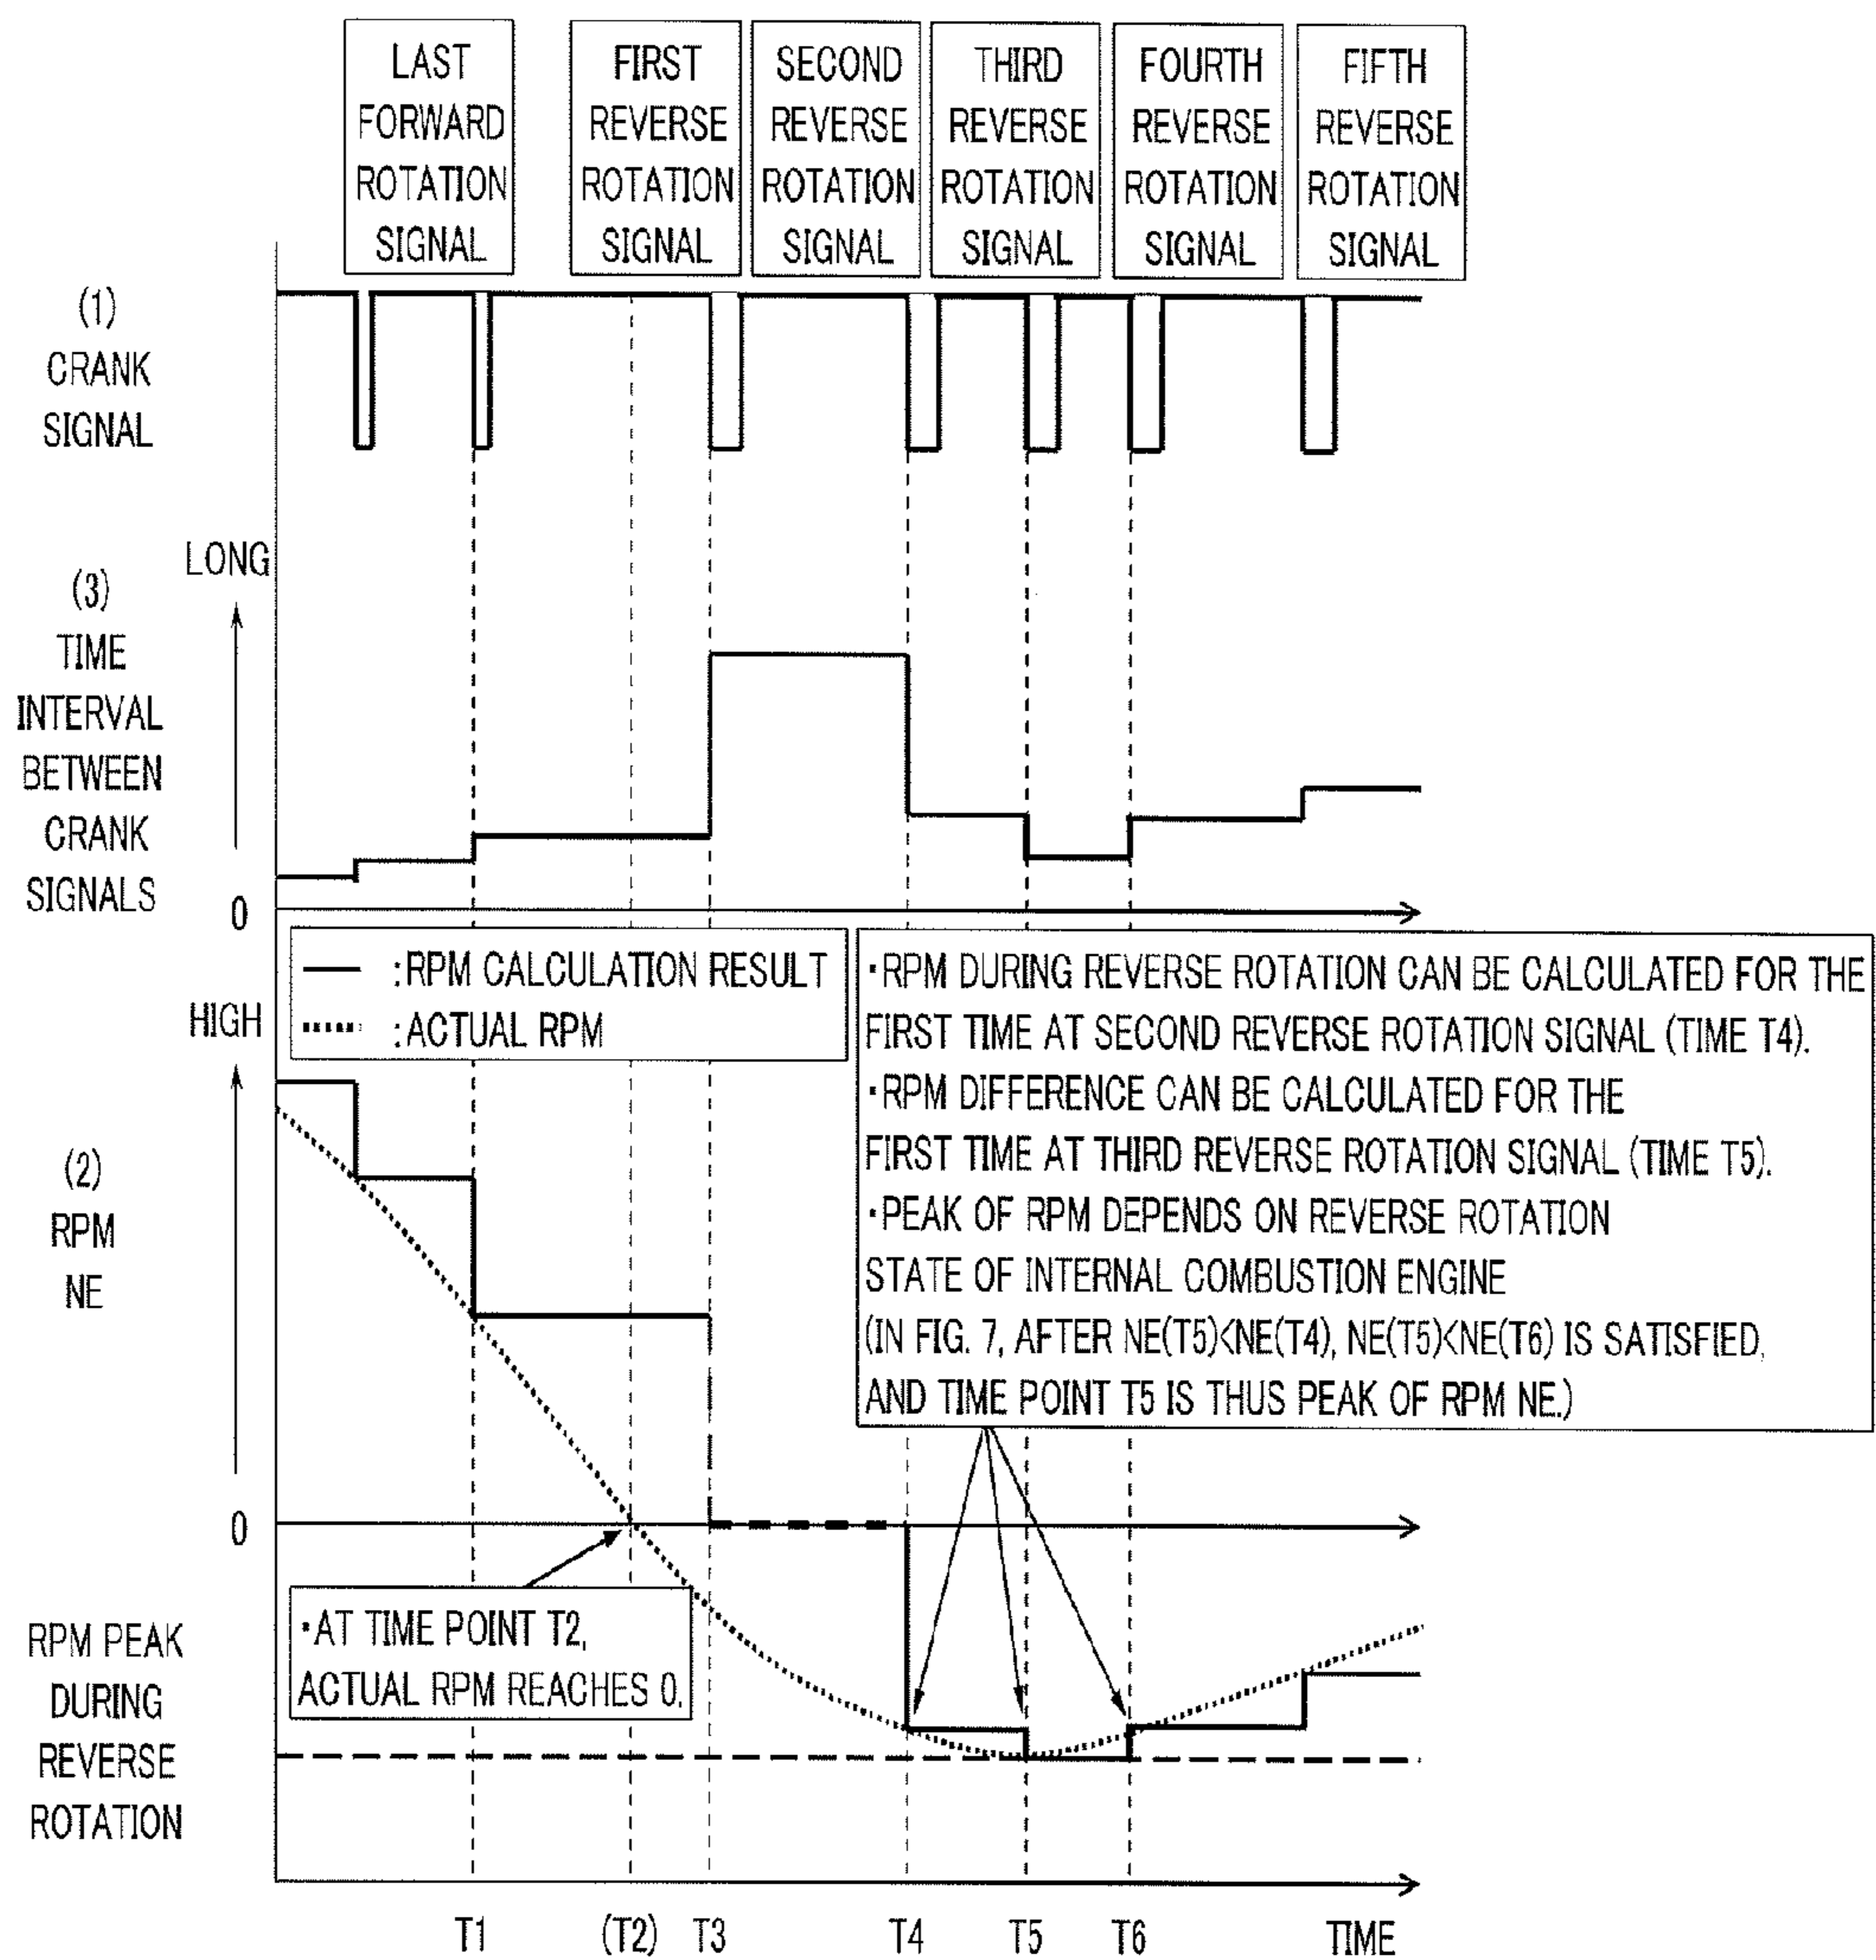 LAST
FORWARD
ROTATION
SIGNAL
FIRST
REVERSE
ROTATION
SIGNAL
SECOND
REVERSE
ROTATION
SIGNAL
THIRD
REVERSE
ROTATION
SIGNAL
FOURTH
REVERSE
ROTATION
SIGNAL
FIFTH
REVERSE
ROTATION
SIGNAL
(1)
CRANK
SIGNAL
LONG
(3)
TIME
INTERVAL
BETWEEN
CRANK
SIGNALS
0
:RPM CALCULATION RESULT
:ACTUAL RPM
・RPM DURING REVERSE ROTATION CAN BE CALCULATED FOR THE
FIRST TIME AT SECOND REVERSE ROTATION SIGNAL (TIME T4).
・RPM DIFFERENCE CAN BE CALCULATED FOR THE
FIRST TIME AT THIRD REVERSE ROTATION SIGNAL (TIME T5).
・PEAK OF RPM DEPENDS ON REVERSE ROTATION
STATE OF INTERNAL COMBUSTION ENGINE
(IN FIG. 7, AFTER NE(T5)<NE(T4), NE(T5)<NE(T6) IS SATISFIED,
AND TIME POINT T5 IS THUS PEAK OF RPM NE.)
HIGH
(2)
RPM
NE
0
・AT TIME POINT T2,
ACTUAL RPM REACHES 0.
RPM PEAK
DURING
REVERSE
ROTATION
T1
(T2)
T3
T4
T5
T6
TIME